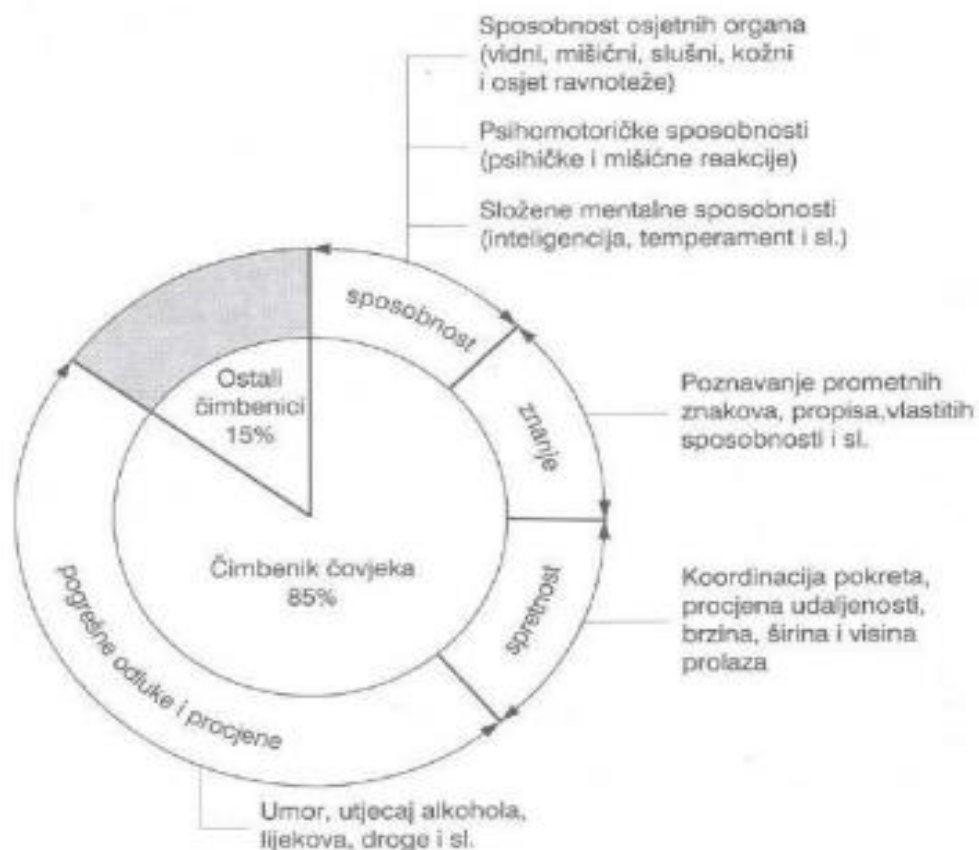 Sposobnost osjetnih organa
(vidni, mišićni, slušni, kožni
i osjet ravnoteže)
Psihomotoričke sposobnosti
(psihičke i mišićne reakcije)
Složene mentalne sposobnosti
(inteligencija, temperament i sl.)
sposobnost
Ostali
čimbenici
15%
znanje
Poznavanje prometnih
znakova, propisa,vlastitih
sposobnosti i sl.
Čimbenik čovjeka
85%
spretnost
Koordinacija pokreta,
procjena udaljenosti,
brzina, širina i visina
prolaza
pogrešne odluke i procjene
Umor, utjecaj alkohola,
lijekova, droge i sl.